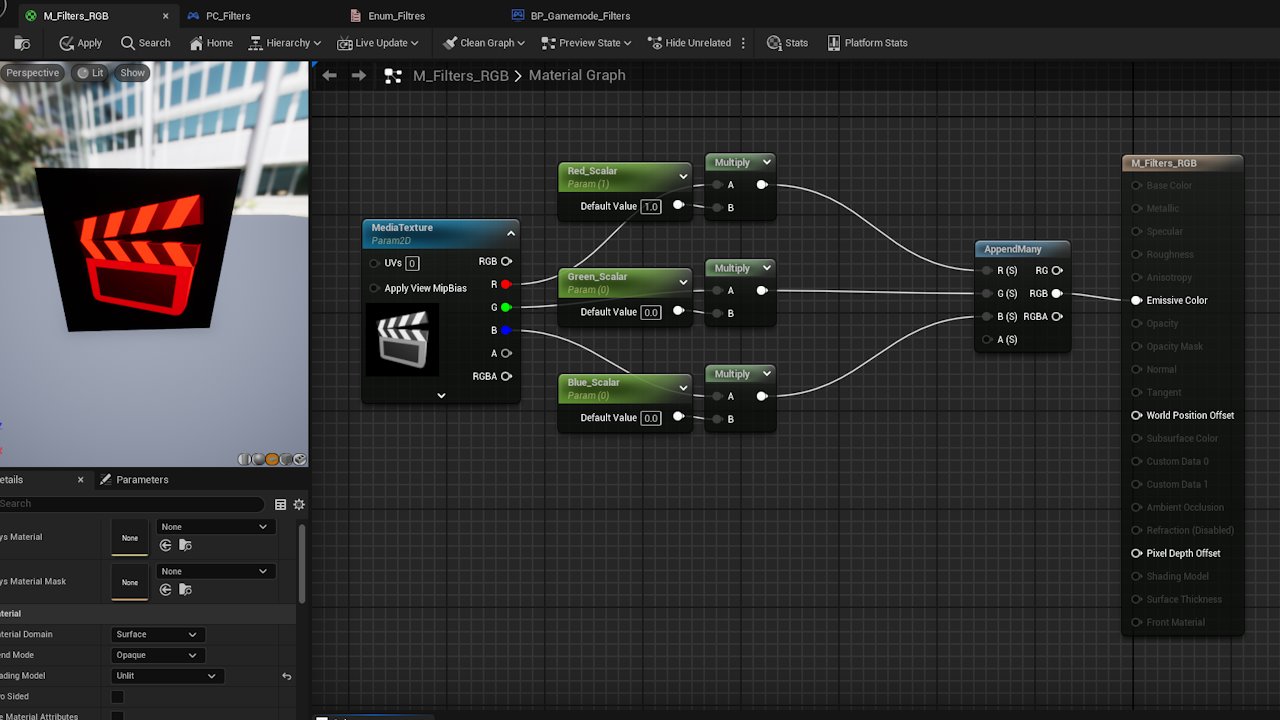 M_Filters_RGB
PC_Filters
Enum_Filtres
BP_Gamemode_Filters
Apply
Search
Home
Hierarchy
Live Update
Clean Graph
Preview State
Hide Unrelated
Stats
Platform Stats
Perspective
Lit
Show
M_Filters_RGB
Material Graph
MediaTexture
Param2D
UVs 0
Apply View MipBias
RGB
R
G
B
A
RGBA
Red_Scalar
Param (1)
Default Value 1.0
Multiply
A
B
Green_Scalar
Param (0)
Default Value 0.0
Multiply
A
B
Blue_Scalar
Param (0)
Default Value 0.0
Multiply
A
B
AppendMany
R (S) RG
G (S) RGB
B (S) RGBA
A (S)
M_Filters_RGB
Base Color
Metallic
Specular
Roughness
Anisotropy
Emissive Color
Opacity
Opacity Mask
Normal
Tangent
World Position Offset
Subsurface Color
Custom Data 0
Custom Data 1
Ambient Occlusion
Refraction (Disabled)
Pixel Depth Offset
Shading Model
Surface Thickness
Front Material
etails
Parameters
Search
ys Material
None
None
ys Material Mask
None
None
aterial
aterial Domain
Surface
end Mode
Opaque
ading Model
Unlit
o Sided
e Material Attributes